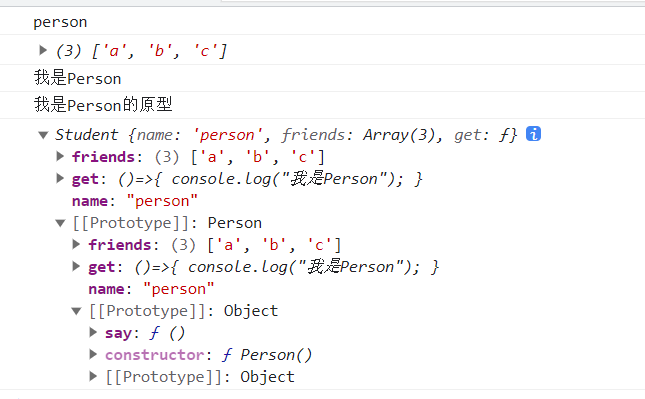 person
(3) ['a', 'b', 'c']
我是Person
我是Person的原型
Student {name: 'person', friends: Array(3), get: ƒ} i
friends: (3) ['a', 'b', 'c']
get: ()=>{ console.log("我是Person"); }
name: "person"
[[Prototype]]: Person
friends: (3) ['a', 'b', 'c']
get: ()=>{ console.log("我是Person"); }
name: "person"
[[Prototype]]: Object
say: ƒ ()
constructor: ƒ Person()
[[Prototype]]: Object